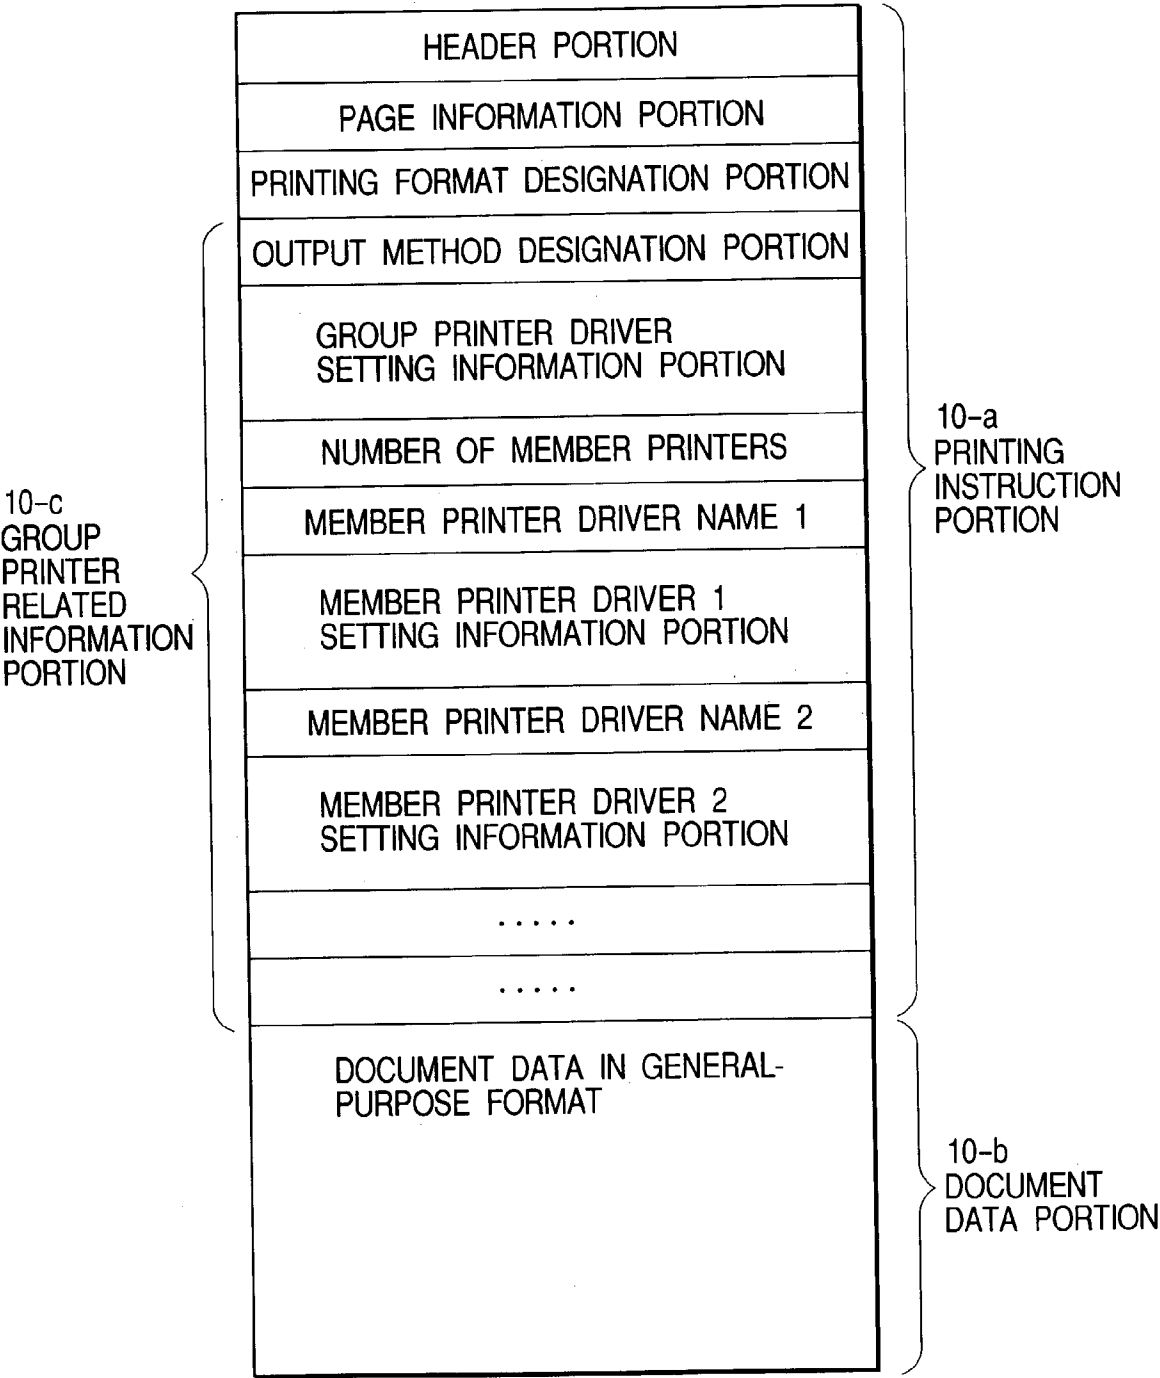 HEADER PORTION
PAGE INFORMATION PORTION
PRINTING FORMAT DESIGNATION PORTION
OUTPUT METHOD DESIGNATION PORTION
GROUP PRINTER DRIVER
SETTING INFORMATION PORTION
NUMBER OF MEMBER PRINTERS
MEMBER PRINTER DRIVER NAME 1
MEMBER PRINTER DRIVER 1
SETTING INFORMATION PORTION
MEMBER PRINTER DRIVER NAME 2
MEMBER PRINTER DRIVER 2
SETTING INFORMATION PORTION
.....
.....
DOCUMENT DATA IN GENERAL-
PURPOSE FORMAT
10-c
GROUP
PRINTER
RELATED
INFORMATION
PORTION
10-a
PRINTING
INSTRUCTION
PORTION
10-b
DOCUMENT
DATA PORTION